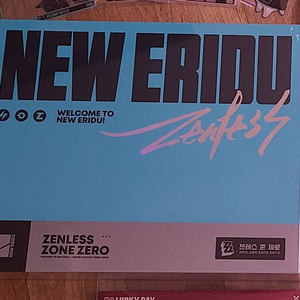 NEW ERIDU
WELCOME TO
NEW ERIDU!
Zenless
ZENLESS
ZONE ZERO
젠레스 존 제로
ZENLESS ZONE ZERO
LUCKY DAY